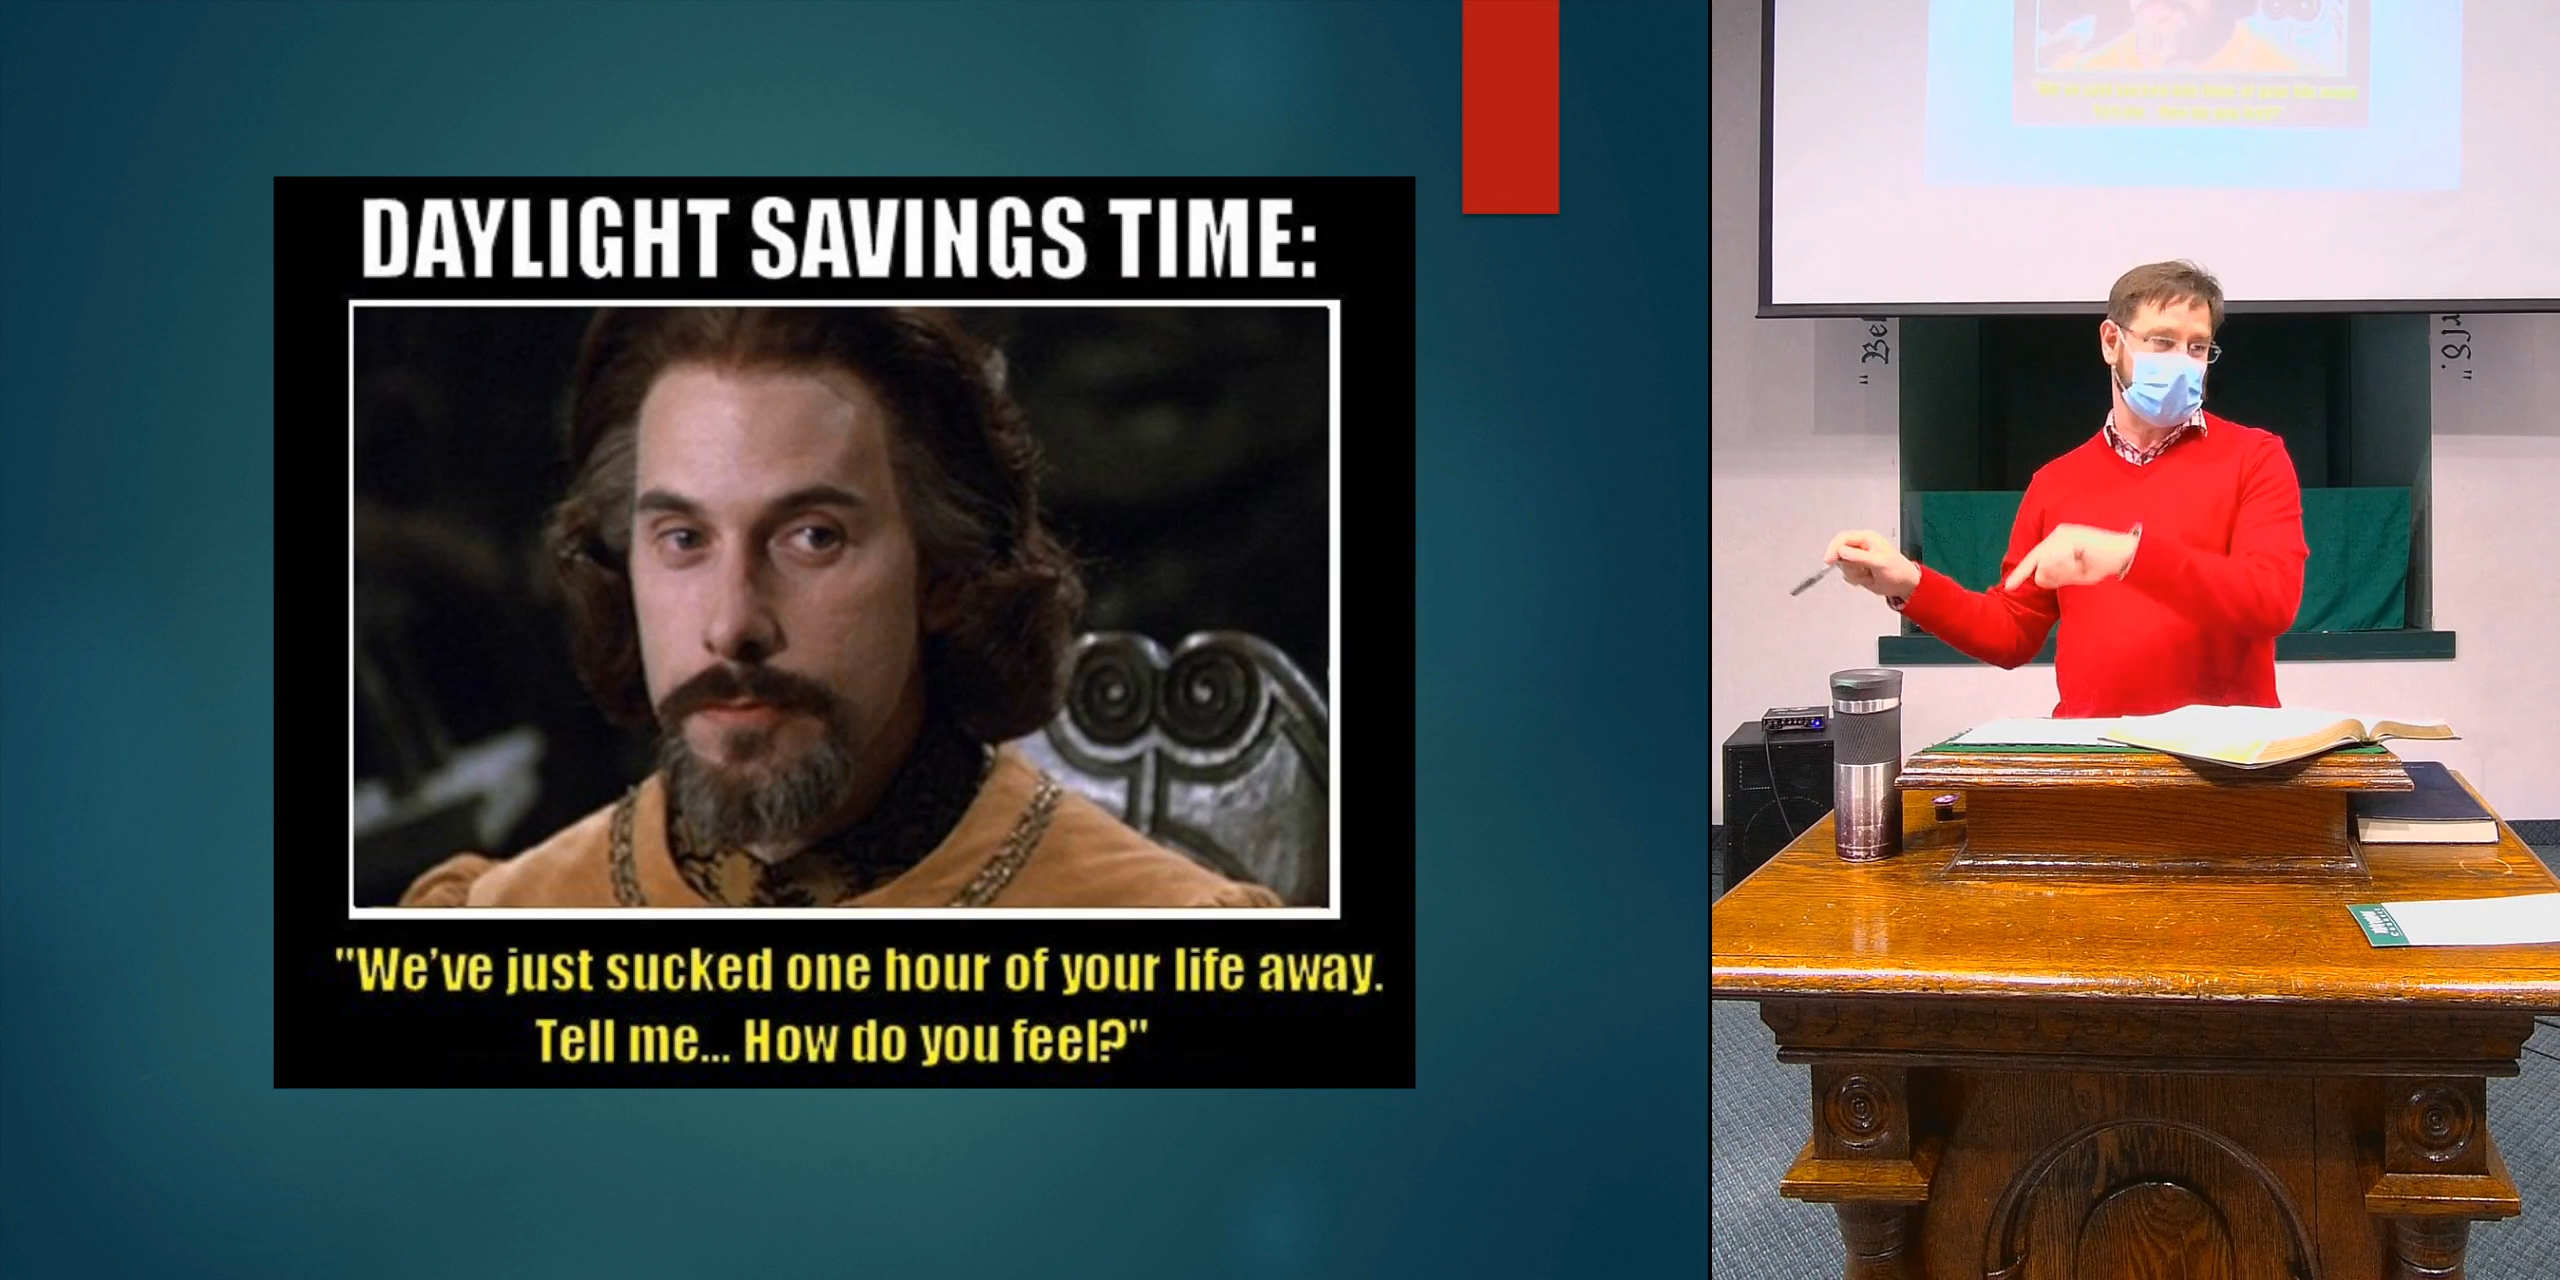 DAYLIGHT SAVINGS TIME:
"We've just sucked one hour of your life away.
Tell me... How do you feel?"
"Be